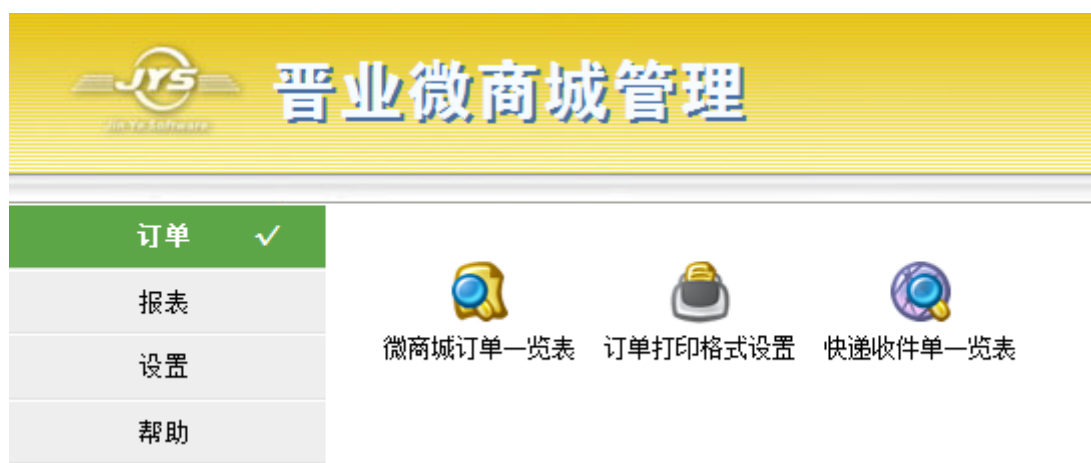 JYS
Jin Ye Software
晋业微商城管理
订单 ✓
报表
设置
帮助
微商城订单一览表
订单打印格式设置
快递收件单一览表